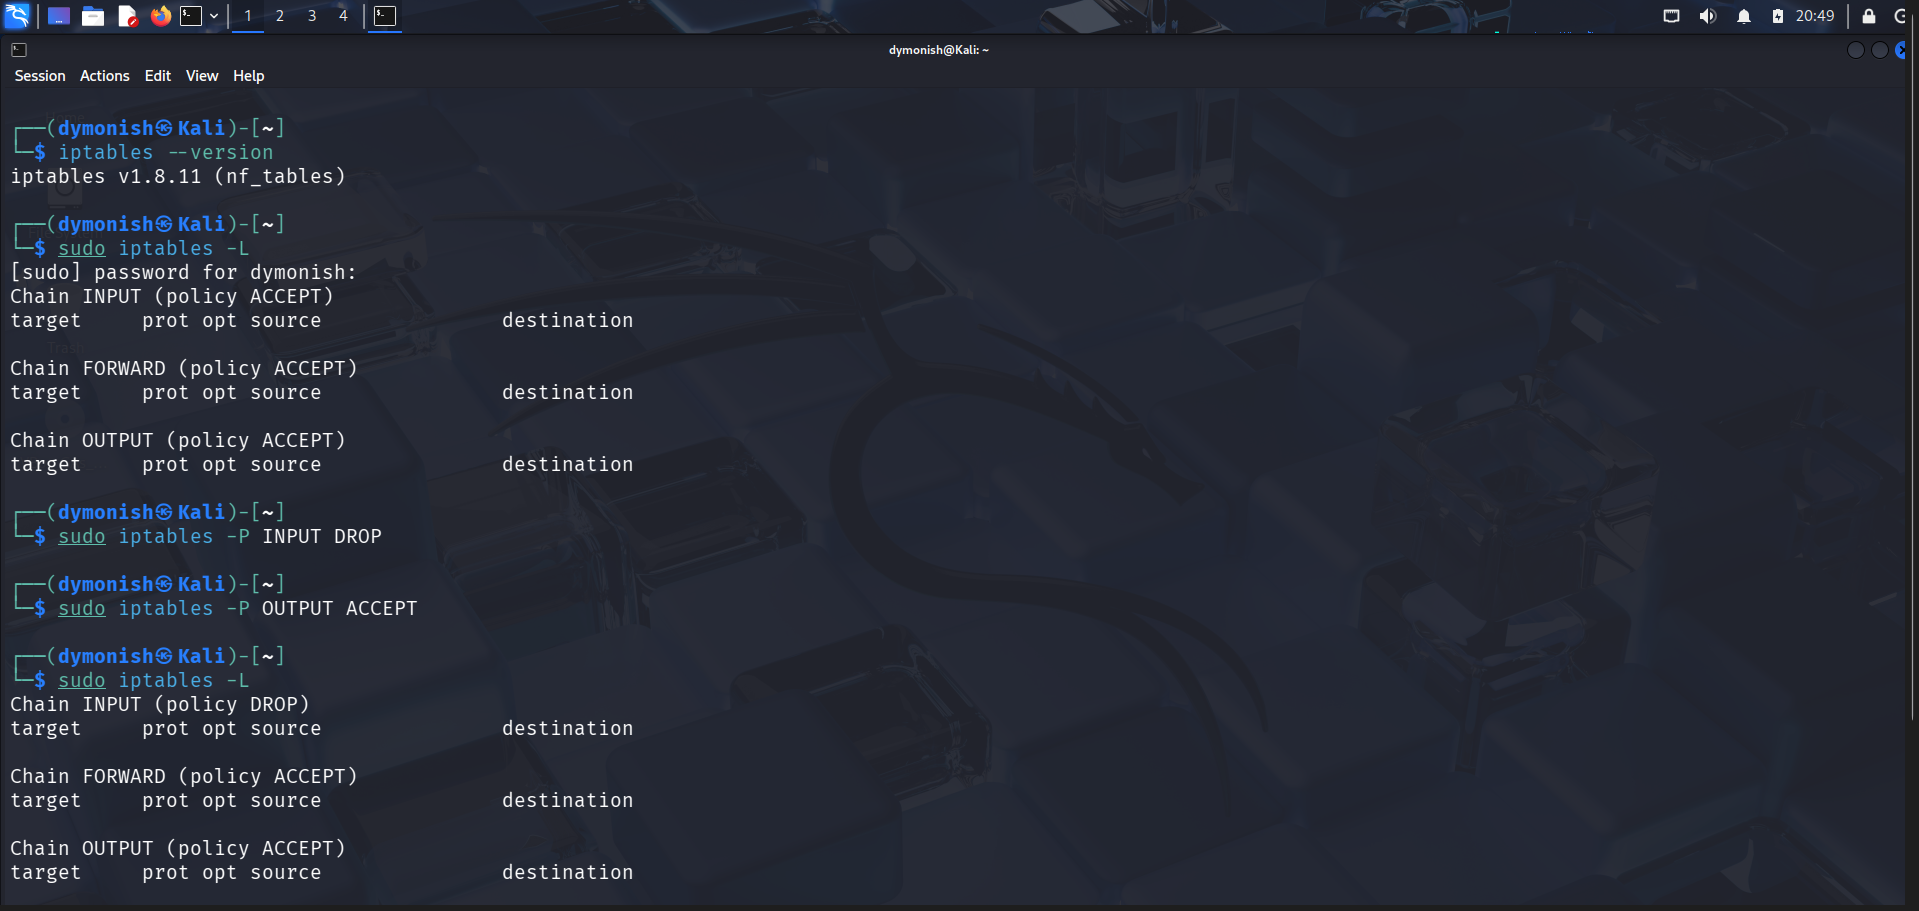 1 2 3 4 20:49
dymonish@Kali: ~
Session Actions Edit View Help
┌──(dymonish㉿Kali)-[~]
└─$ iptables --version
iptables v1.8.11 (nf_tables)
┌──(dymonish㉿Kali)-[~]
└─$ sudo iptables -L
[sudo] password for dymonish:
Chain INPUT (policy ACCEPT)
target     prot opt source               destination
Trash
Chain FORWARD (policy ACCEPT)
target     prot opt source               destination
Chain OUTPUT (policy ACCEPT)
target     prot opt source               destination
┌──(dymonish㉿Kali)-[~]
└─$ sudo iptables -P INPUT DROP
┌──(dymonish㉿Kali)-[~]
└─$ sudo iptables -P OUTPUT ACCEPT
┌──(dymonish㉿Kali)-[~]
└─$ sudo iptables -L
Chain INPUT (policy DROP)
target     prot opt source               destination
Chain FORWARD (policy ACCEPT)
target     prot opt source               destination
Chain OUTPUT (policy ACCEPT)
target     prot opt source               destination